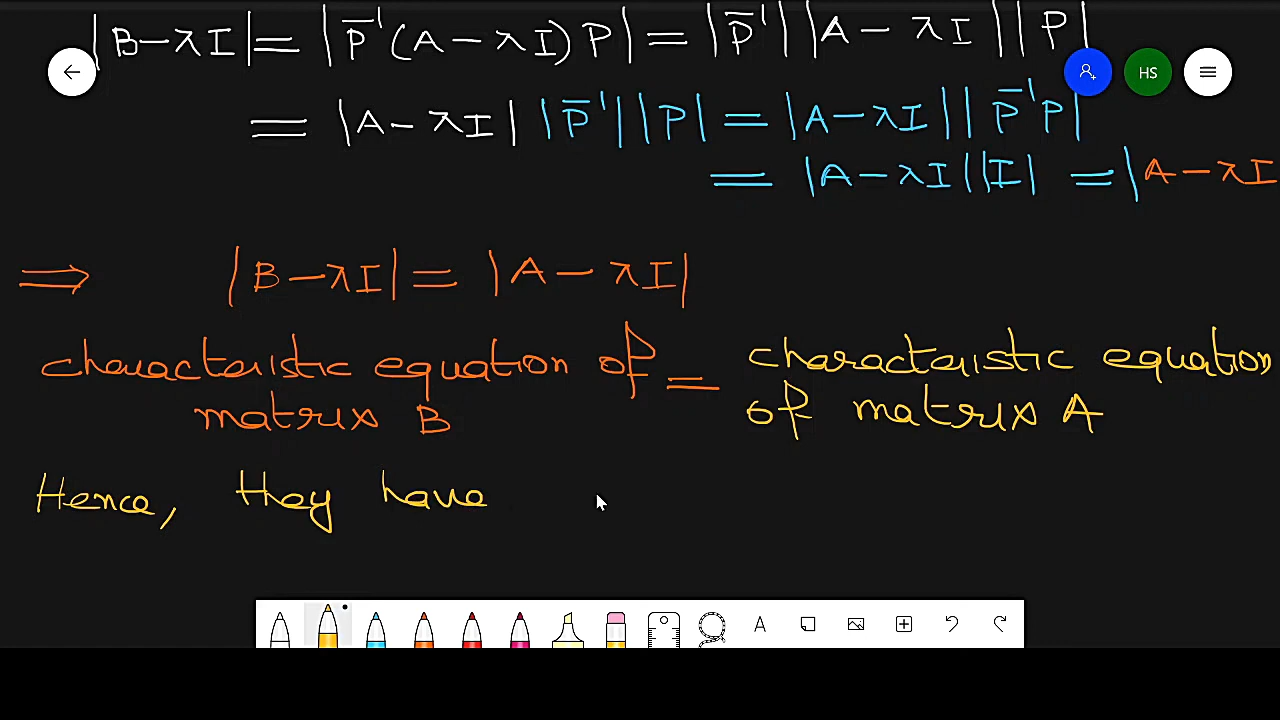 |B-λI| = |P⁻¹(A-λI)P| = |P⁻¹||A-λI||P|
HS
= |A-λI||P⁻¹||P| = |A-λI||P⁻¹P|
= |A-λI||I| = |A-λI
⇒ |B-λI| = |A-λI|
characteristic equation of matrix B = characteristic equation of matrix A
Hence, they have
A